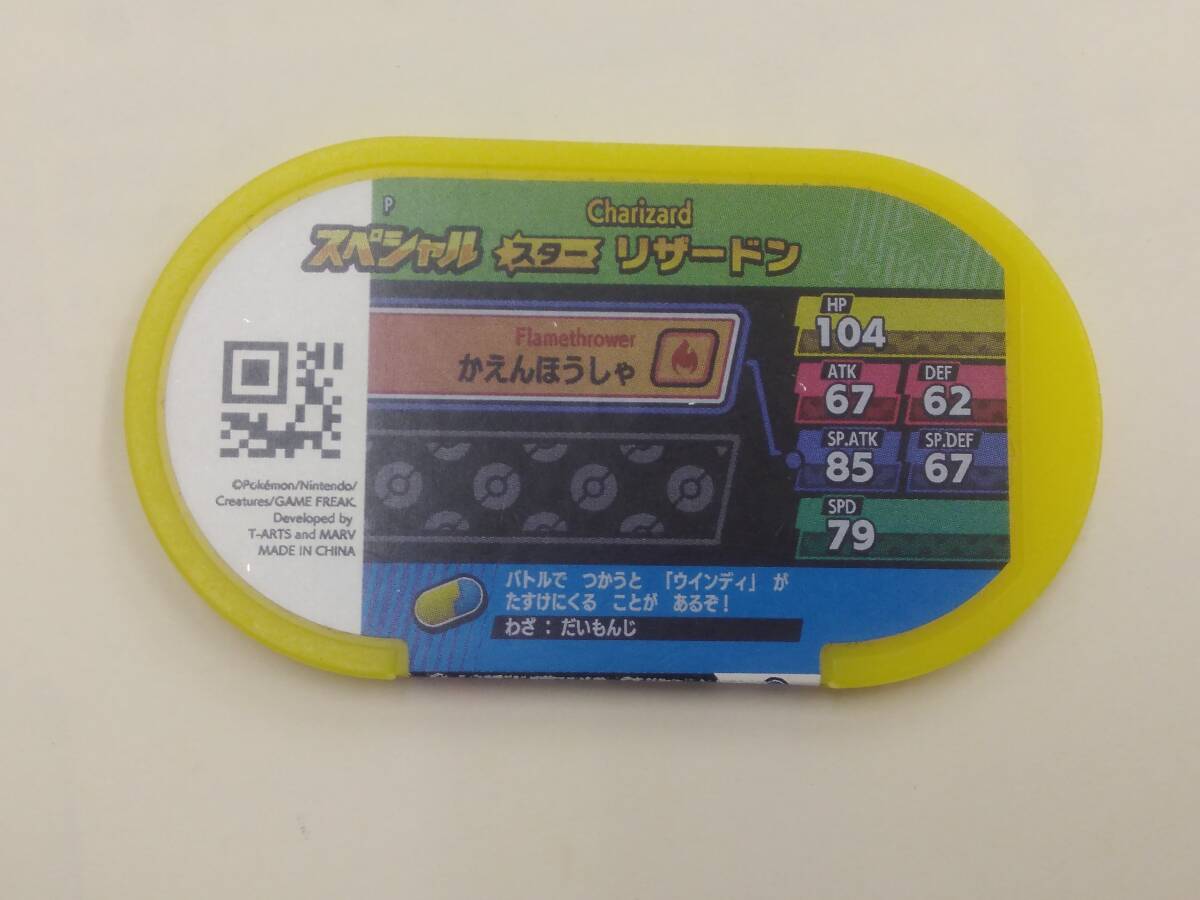 P
Charizard
スペシャル スター リザードン
Flamethrower
かえんほうしゃ
HP
104
ATK
67
DEF
62
SP.ATK
85
SP.DEF
67
SPD
79
©Pokémon/Nintendo/
Creatures/GAME FREAK.
Developed by
T-ARTS and MARV
MADE IN CHINA
バトルで つかうと 「ウインディ」 が
たすけにくる ことが あるぞ！
わざ：だいもんじ